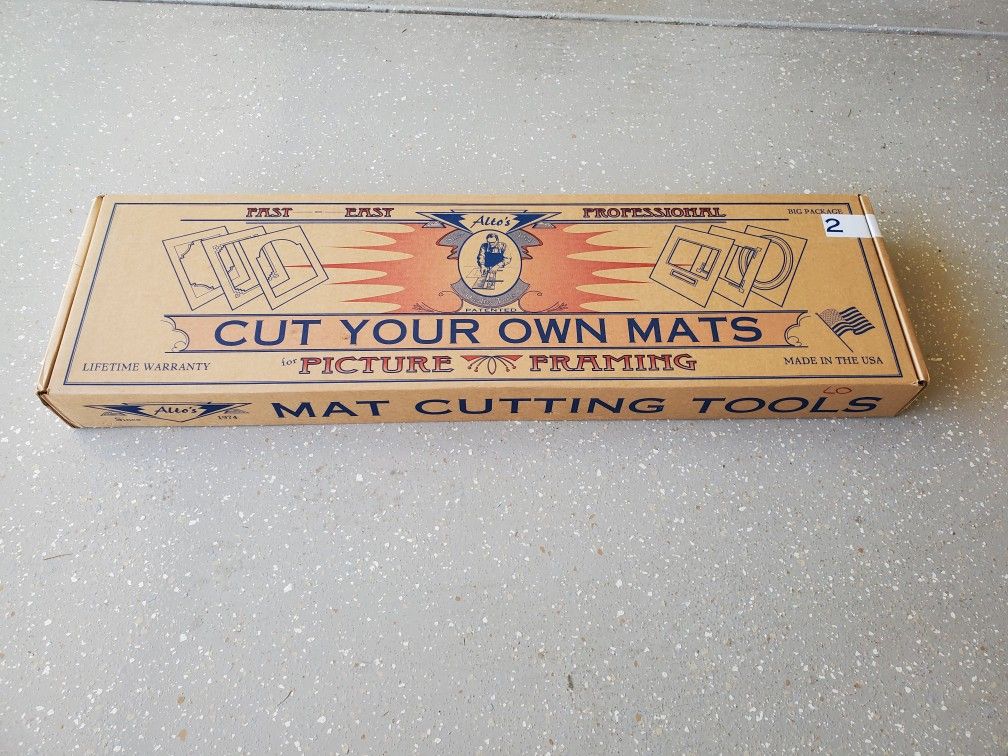 FAST EAST PROFESSIONAL BIG PACKAGE
2
Alto's
PATENTED
CUT YOUR OWN MATS
LIFETIME WARRANTY for PICTURE FRAMING MADE IN THE USA
Alto's
Since 1974
MAT CUTTING TOOLS